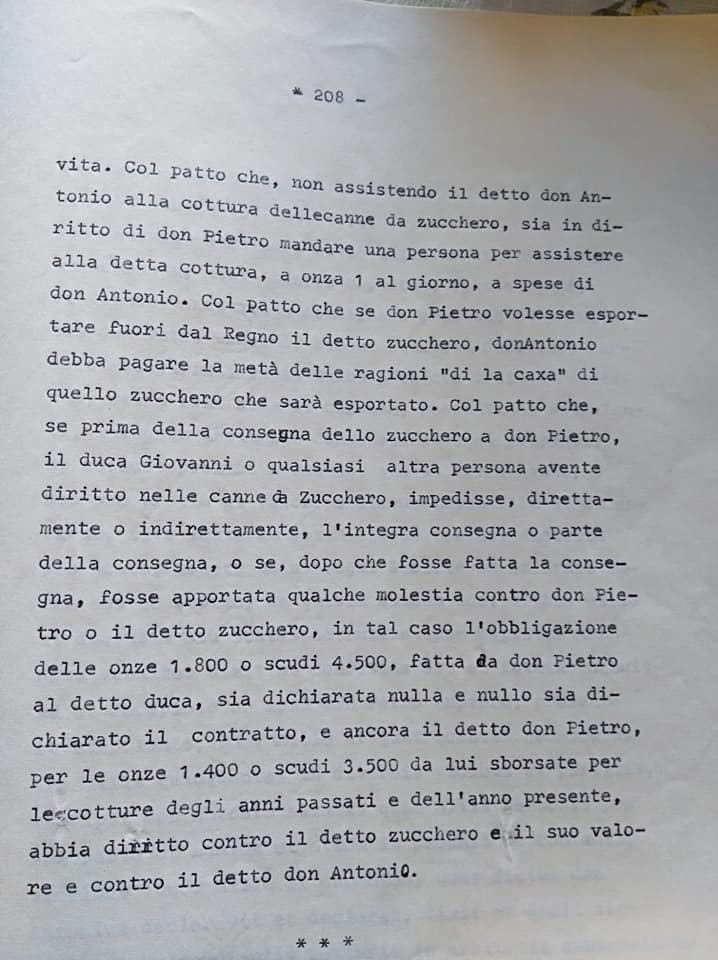 * 208 -
vita. Col patto che, non assistendo il detto don An-
tonio alla cottura dellecanne da zucchero, sia in di-
ritto di don Pietro mandare una persona per assistere
alla detta cottura, a onza 1 al giorno, a spese di
don Antonio. Col patto che se don Pietro volesse espor-
tare fuori dal Regno il detto zucchero, donAntonio
debba pagare la metà delle ragioni "di la caxa" di
quello zucchero che sarà esportato. Col patto che,
se prima della consegna dello zucchero a don Pietro,
il duca Giovanni o qualsiasi altra persona avente
diritto nelle canne da Zucchero, impedisse, diretta-
mente o indirettamente, l'integra consegna o parte
della consegna, o se, dopo che fosse fatta la conse-
gna, fosse apportata qualche molestia contro don Pie-
tro o il detto zucchero, in tal caso l'obbligazione
delle onze 1.800 o scudi 4.500, fatta da don Pietro
al detto duca, sia dichiarata nulla e nullo sia di-
chiarato il contratto, e ancora il detto don Pietro,
per le onze 1.400 o scudi 3.500 da lui sborsate per
le cotture degli anni passati e dell'anno presente,
abbia diritto contro il detto zucchero e il suo valo-
re e contro il detto don Antonio.
* * *